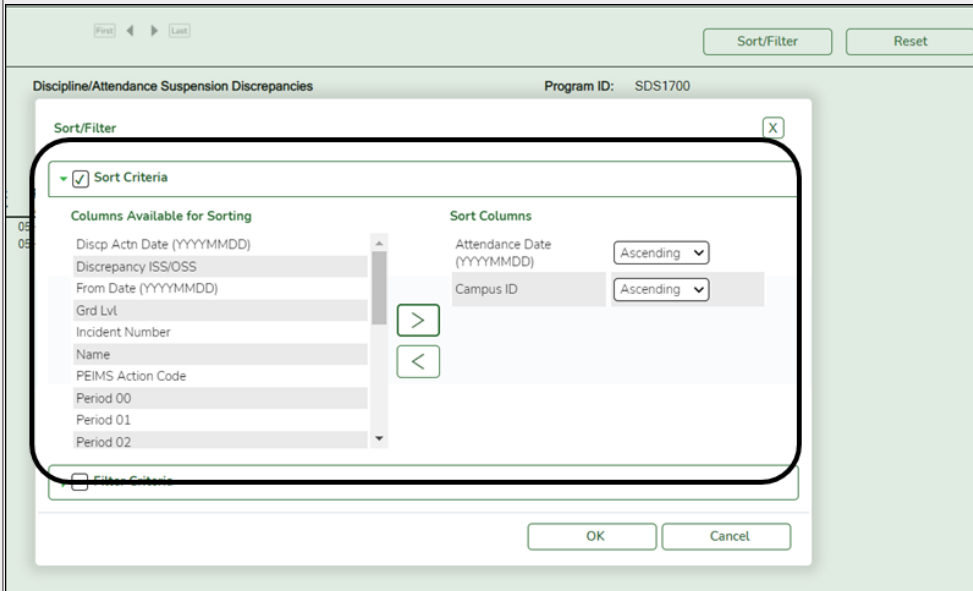 First Last
Sort/Filter Reset
Discipline/Attendance Suspension Discrepancies Program ID: SDS1700
Sort/Filter X
Sort Criteria
Columns Available for Sorting Sort Columns
Discp Actn Date (YYYYMMDD)
Discrepancy ISS/OSS
From Date (YYYYMMDD)
Grd Lvl
Incident Number
Name
PEIMS Action Code
Period 00
Period 01
Period 02
>
<
Attendance Date
(YYYYMMDD) Ascending
Campus ID Ascending
Filter Criteria
OK Cancel